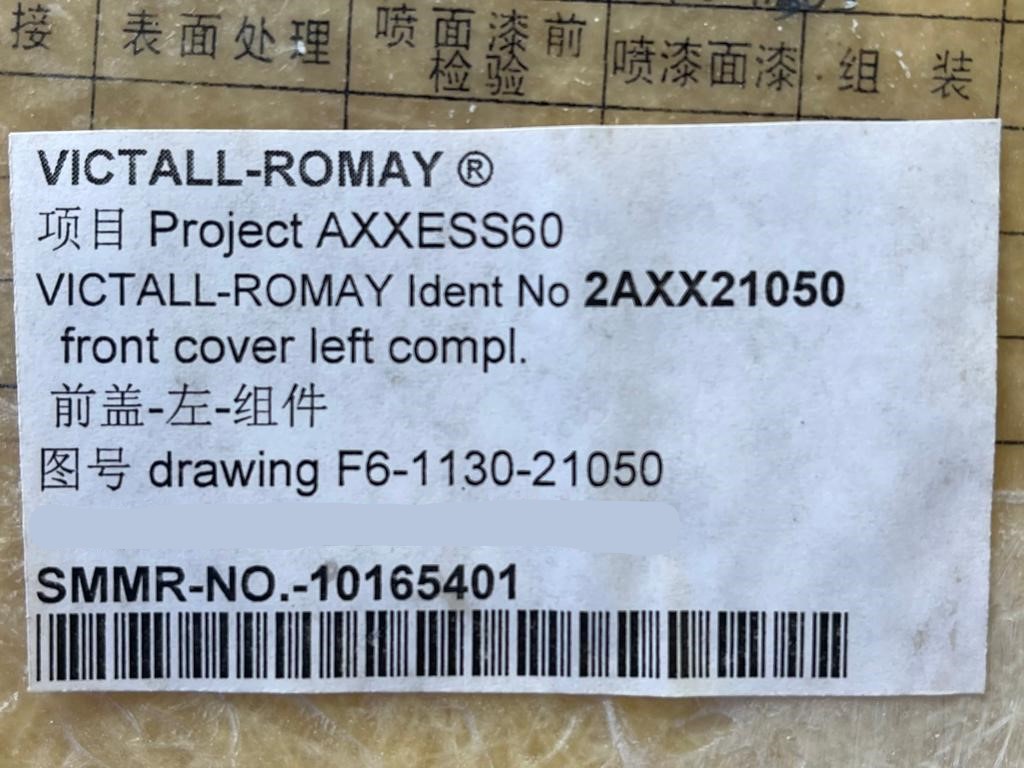 接 表面处理 喷面漆前检验 喷漆面漆 组 装
VICTALL-ROMAY ®
项目 Project AXXESS60
VICTALL-ROMAY Ident No 2AXX21050
front cover left compl.
前盖-左-组件
图号 drawing F6-1130-21050
SMMR-NO.-10165401